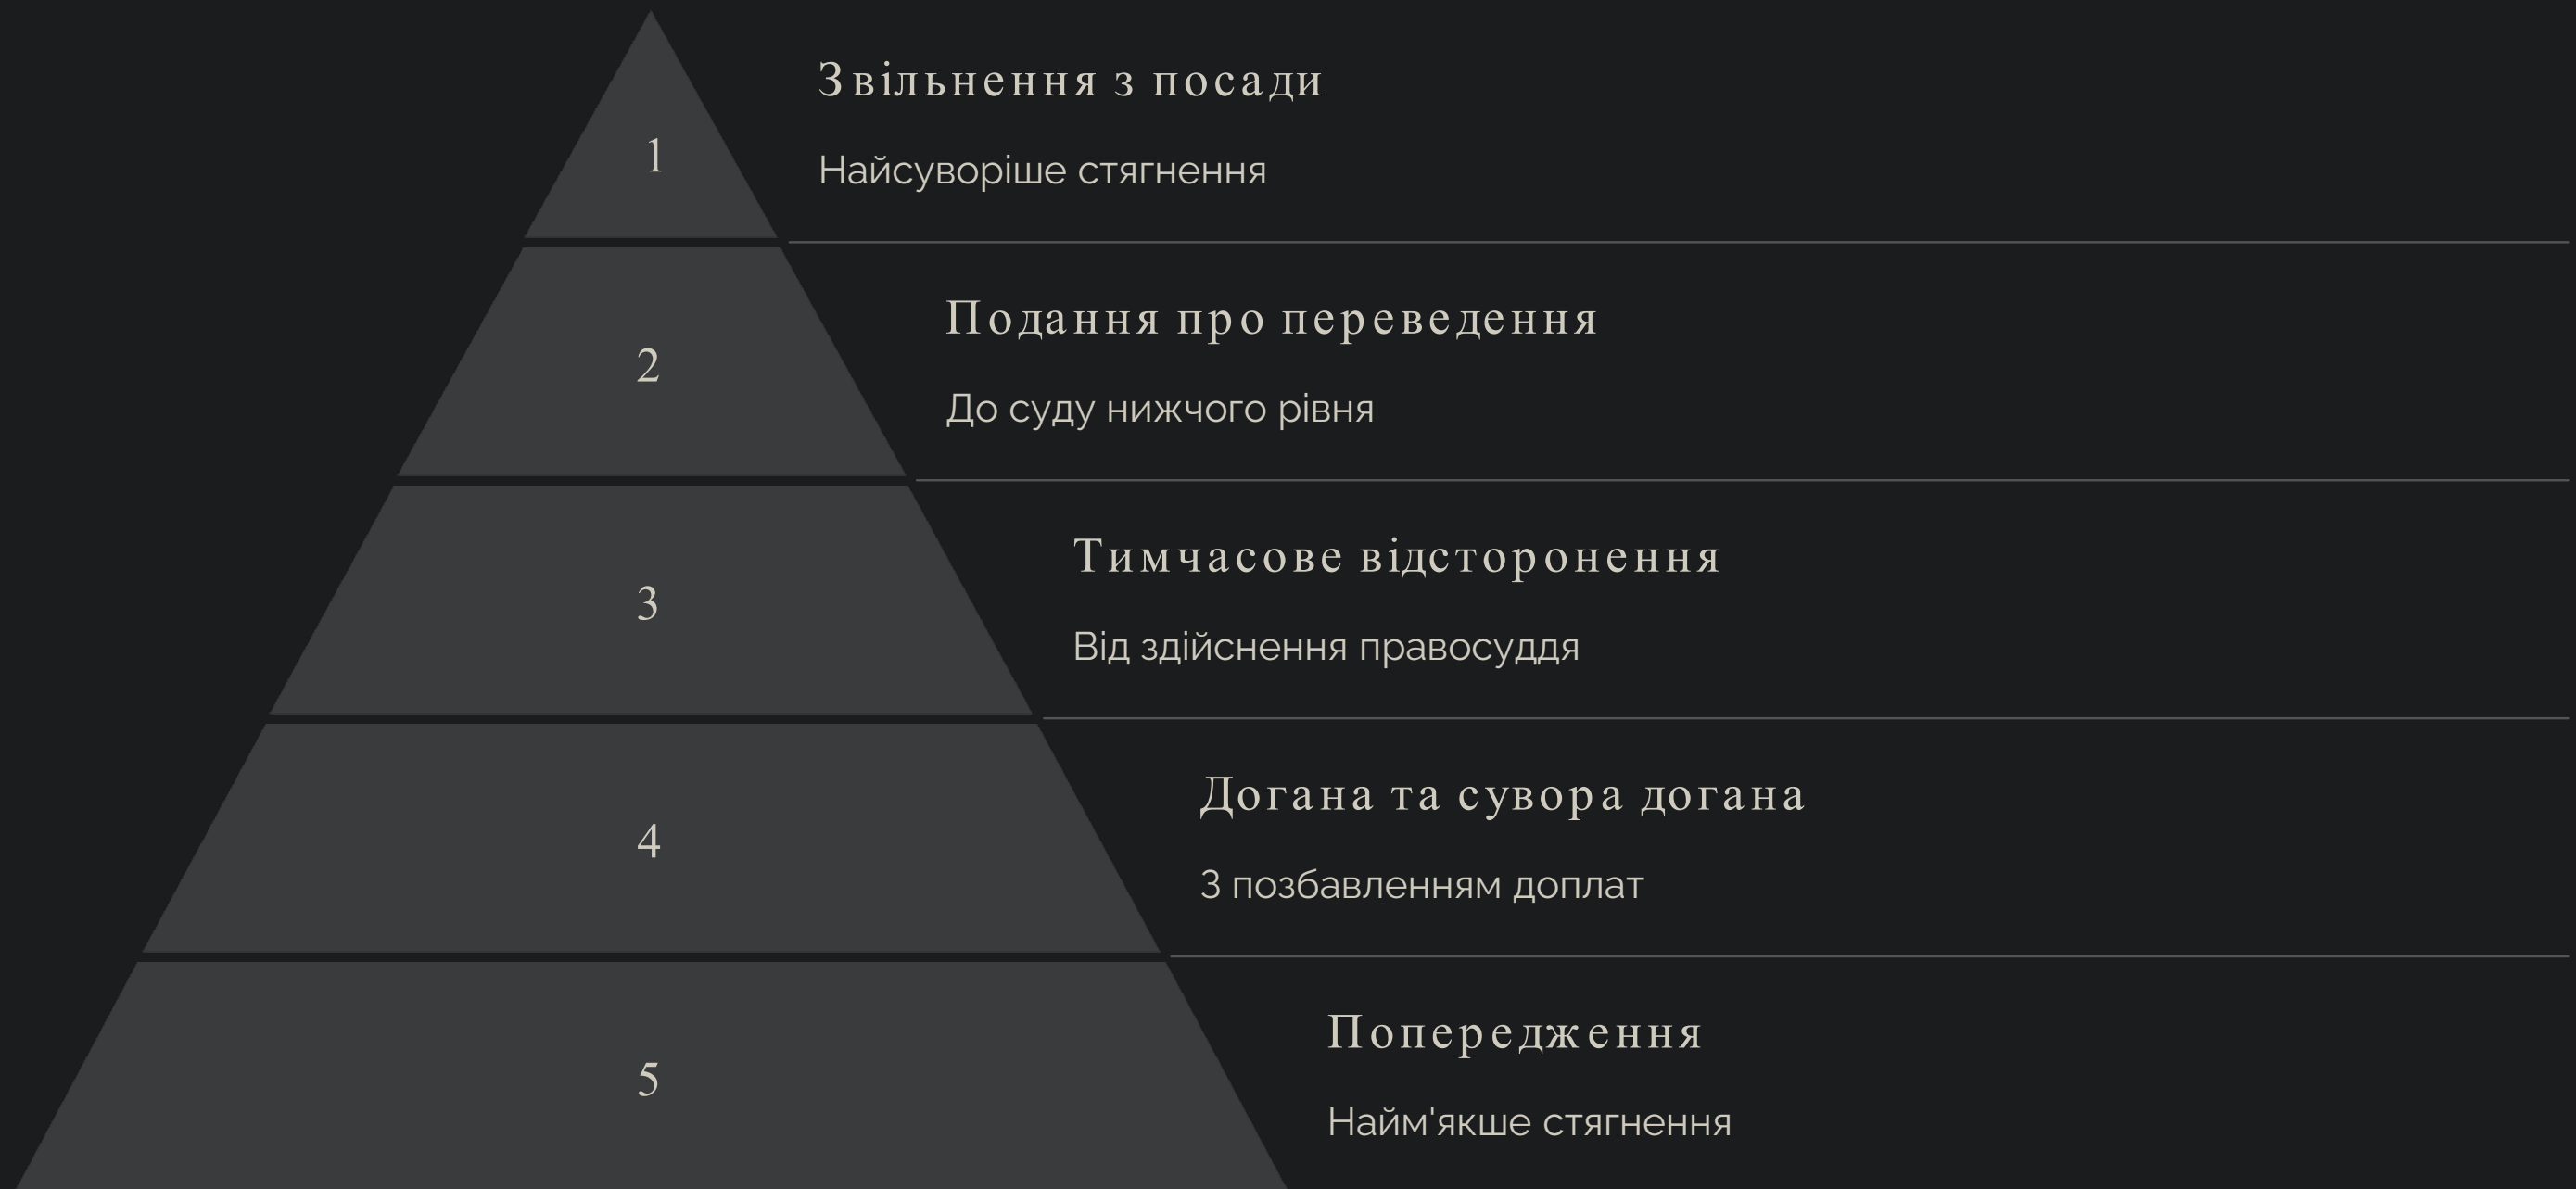 1
Звільнення з посади
Найсуворіше стягнення
2
Подання про переведення
До суду нижчого рівня
3
Тимчасове відсторонення
Від здійснення правосуддя
4
Догана та сувора догана
З позбавленням доплат
5
Попередження
Найм'якше стягнення